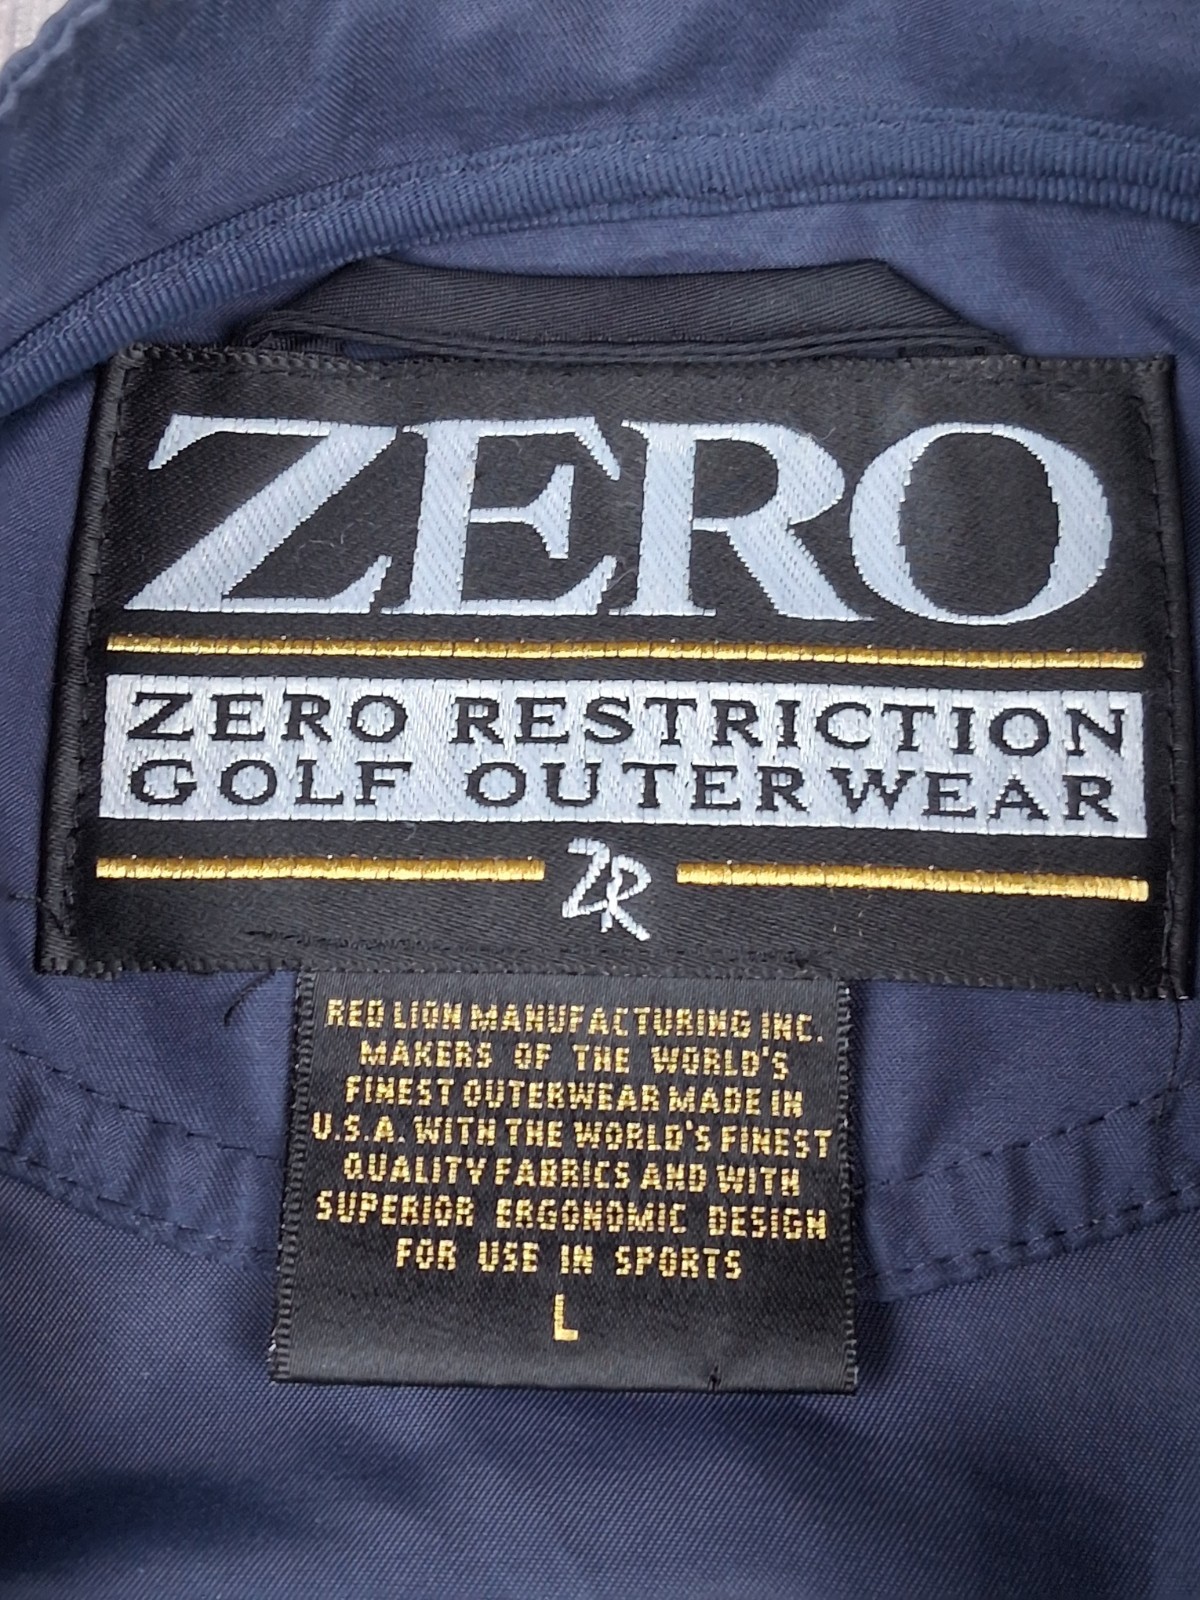 ZERO
ZERO RESTRICTION
GOLF OUTERWEAR
ZR
RED LION MANUFACTURING INC.
MAKERS OF THE WORLD'S
FINEST OUTERWEAR MADE IN
U.S.A. WITH THE WORLD'S FINEST
QUALITY FABRICS AND WITH
SUPERIOR ERGONOMIC DESIGN
FOR USE IN SPORTS
L